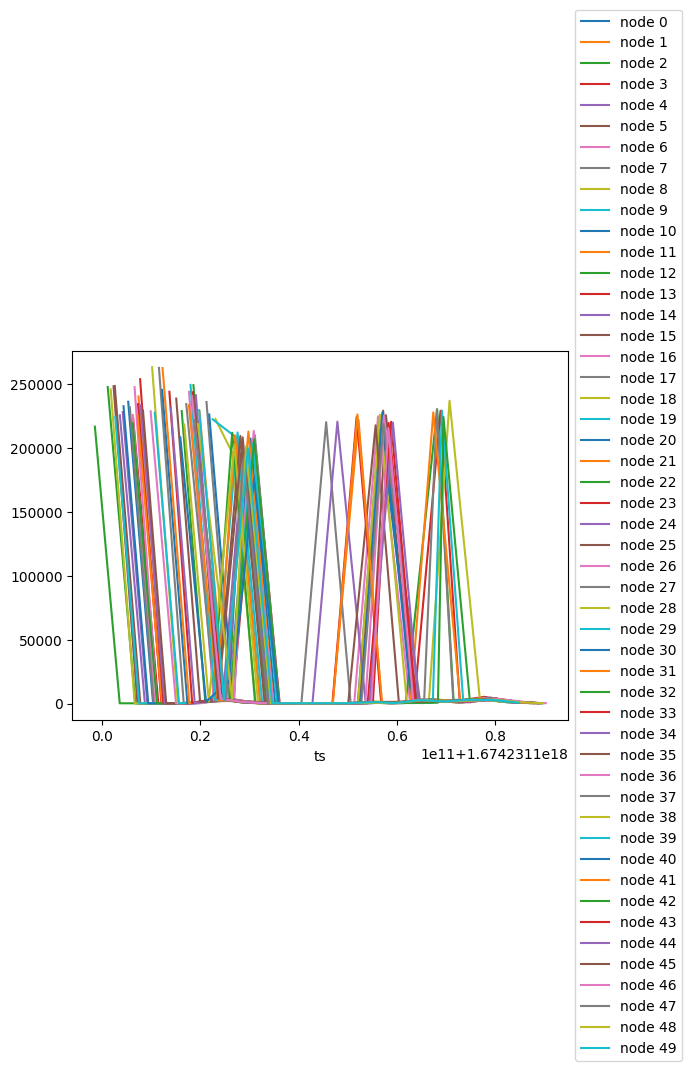 250000
200000
150000
100000
50000
0
0.0 0.2 0.4 0.6 0.8
ts
1e11+1.6742311e18
node 0
node 1
node 2
node 3
node 4
node 5
node 6
node 7
node 8
node 9
node 10
node 11
node 12
node 13
node 14
node 15
node 16
node 17
node 18
node 19
node 20
node 21
node 22
node 23
node 24
node 25
node 26
node 27
node 28
node 29
node 30
node 31
node 32
node 33
node 34
node 35
node 36
node 37
node 38
node 39
node 40
node 41
node 42
node 43
node 44
node 45
node 46
node 47
node 48
node 49